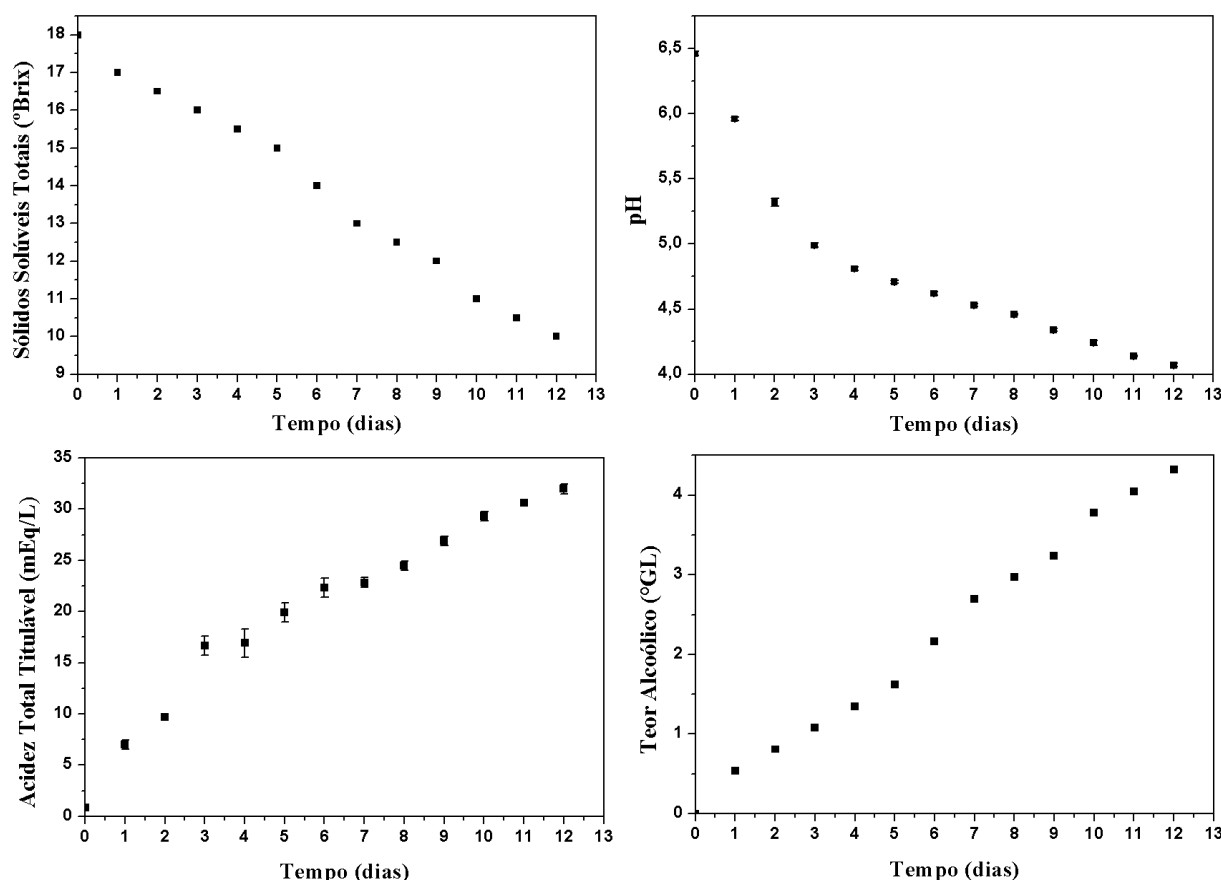 Sólidos Solúveis Totais (ºBrix)
18
17
16
15
14
13
12
11
10
9
0 1 2 3 4 5 6 7 8 9 10 11 12 13
Tempo (dias)
pH
6,5
6,0
5,5
5,0
4,5
4,0
0 1 2 3 4 5 6 7 8 9 10 11 12 13
Tempo (dias)
Acidez Total Titulável (mEq/L)
35
30
25
20
15
10
5
0
0 1 2 3 4 5 6 7 8 9 10 11 12 13
Tempo (dias)
Teor Alcoólico (°GL)
4
3
2
1
0
0 1 2 3 4 5 6 7 8 9 10 11 12 13
Tempo (dias)